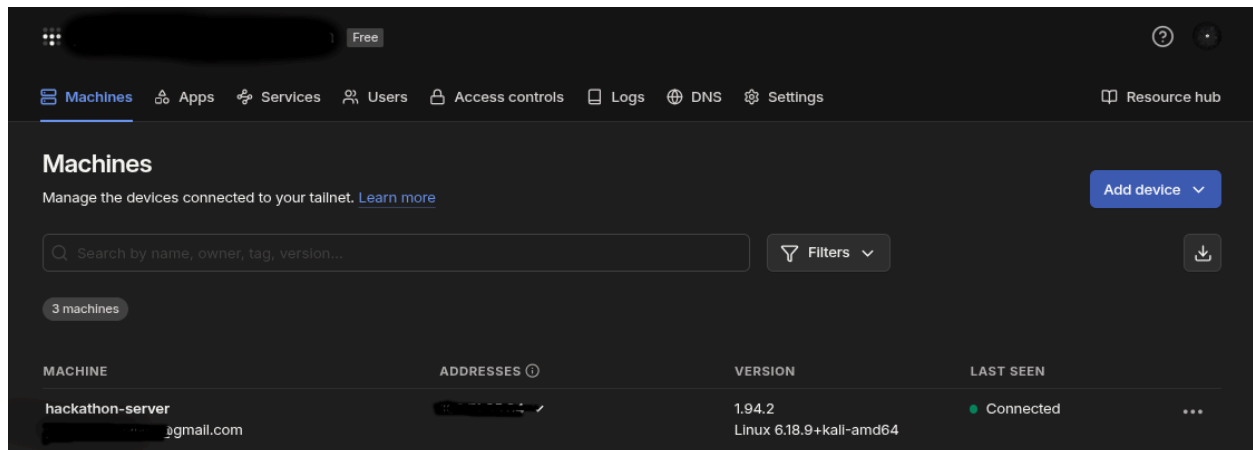 Free
Machines Apps Services Users Access controls Logs DNS Settings Resource hub
Machines
Manage the devices connected to your tailnet. Learn more
Add device
Search by name, owner, tag, version...
Filters
3 machines
MACHINE ADDRESSES VERSION LAST SEEN
hackathon-server 1.94.2 Connected
@gmail.com Linux 6.18.9+kali-amd64